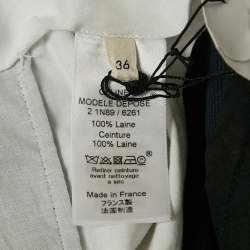 36
CÉLINE
MODELE DEPOSE
2 1N89 / 6261
100% Laine
Ceinture
100% Laine
Retirer ceinture
avant nettoyage
à sec
Made in France
フランス製
法国制造